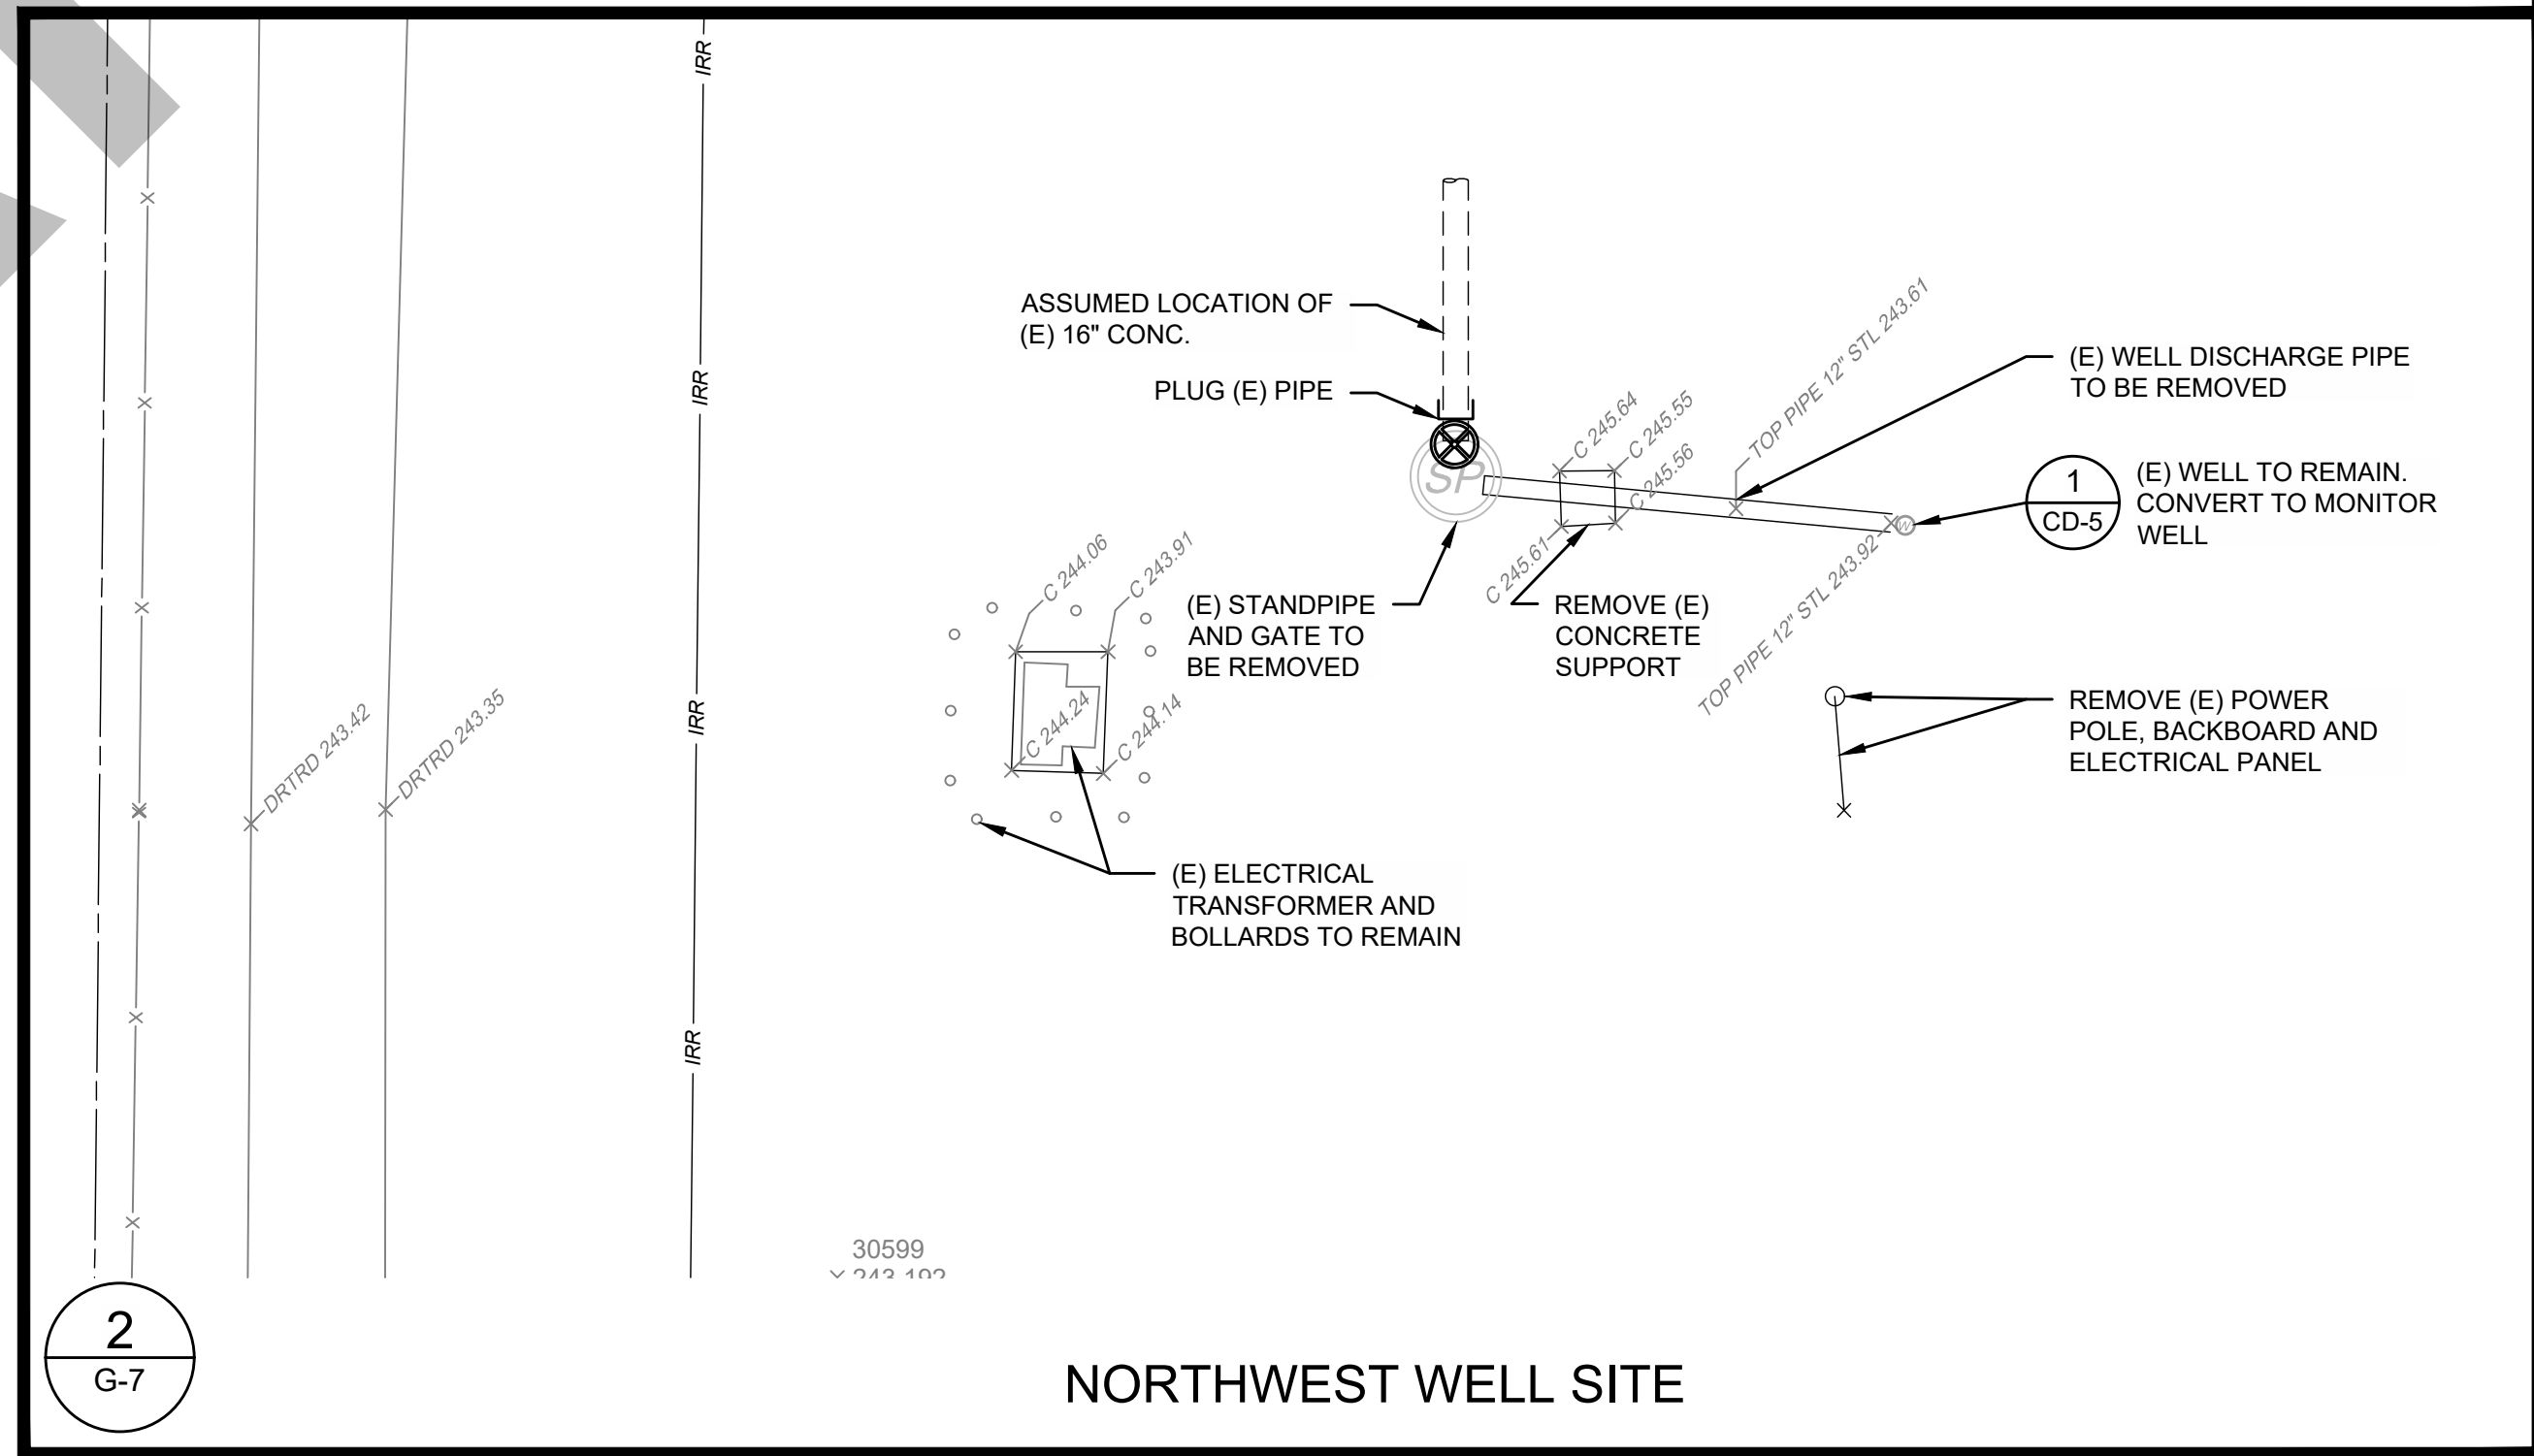 IRR
IRR
IRR
IRR
ASSUMED LOCATION OF
(E) 16" CONC.
PLUG (E) PIPE
SP
C 245.64
C 245.55
C 245.56
C 245.61
TOP PIPE 12" STL 243.61
(E) WELL DISCHARGE PIPE
TO BE REMOVED
1
CD-5
(E) WELL TO REMAIN.
CONVERT TO MONITOR
WELL
W
TOP PIPE 12" STL 243.92
(E) STANDPIPE
AND GATE TO
BE REMOVED
REMOVE (E)
CONCRETE
SUPPORT
C 244.06
C 243.91
C 244.24
C 244.14
DRTRD 243.42
DRTRD 243.35
REMOVE (E) POWER
POLE, BACKBOARD AND
ELECTRICAL PANEL
(E) ELECTRICAL
TRANSFORMER AND
BOLLARDS TO REMAIN
30599
243.192
2
G-7
NORTHWEST WELL SITE